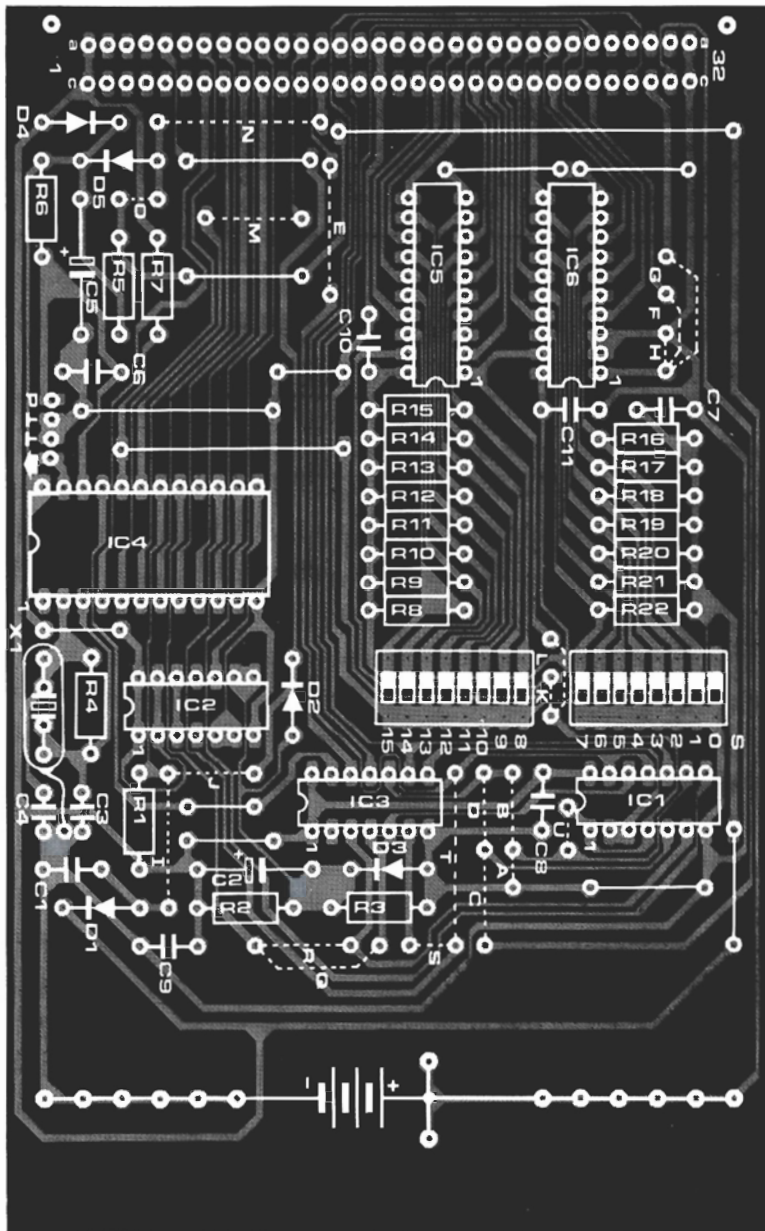 a a
1 32
c c
D4
N
D5
R6
O
E
M
+
C5
R5
R7
IC5
IC6
G
F
H
C10
C6
1
1
C7
P T T T
R15
R14
R13
R12
R11
R10
R9
R8
C11
R16
R17
R18
R19
R20
R21
R22
IC4
1
X1
R4
IC2
1
D2
L
K
15 14 13 12 11 10 9 8
7 6 5 4 3 2 1 0 S
J
IC3
1
D
B
IC1
1
U
C8
A
C
T
C4
C3
R1
I
C2
+
D3
C1
D1
R2
R3
C9
R
Q
S
- +